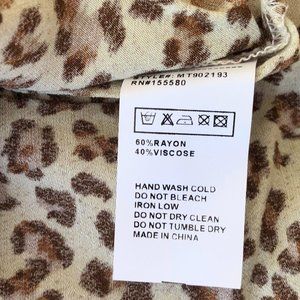 STYLE#: MT902193
RN#155580
60%RAYON
40%VISCOSE
HAND WASH COLD
DO NOT BLEACH
IRON LOW
DO NOT DRY CLEAN
DO NOT TUMBLE DRY
MADE IN CHINA